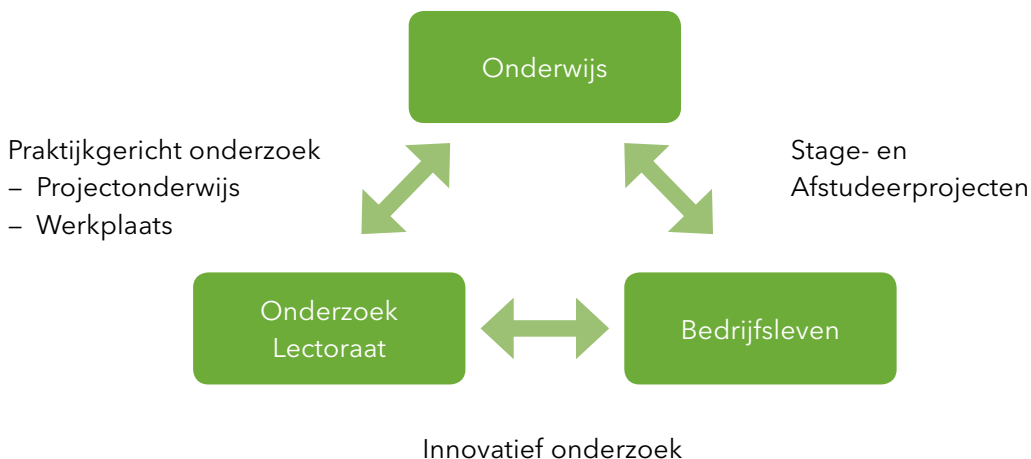 Onderwijs
Praktijkgericht onderzoek
– Projectonderwijs
– Werkplaats
Stage- en
Afstudeerprojecten
Onderzoek
Lectoraat
Bedrijfsleven
Innovatief onderzoek